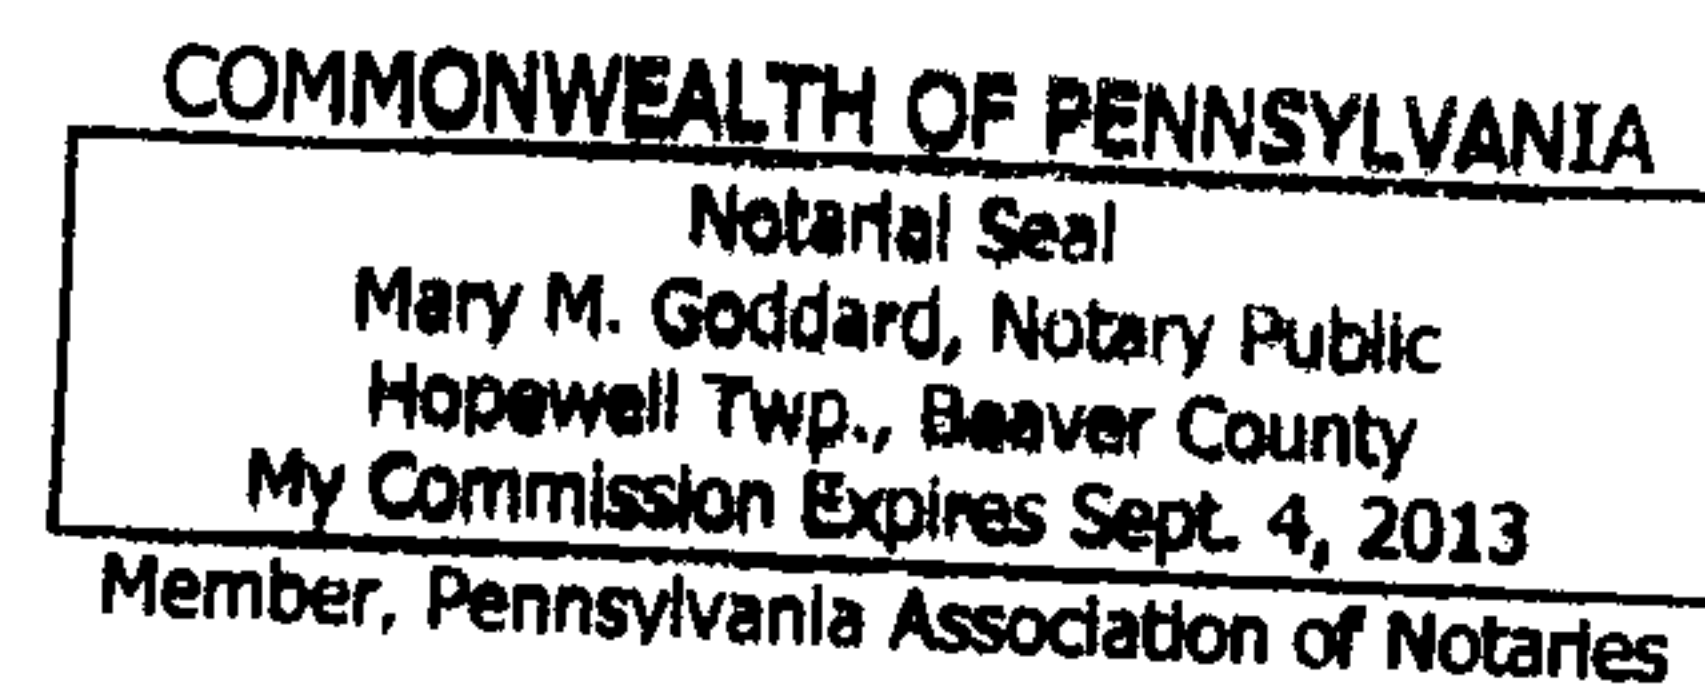 COMMONWEALTH OF PENNSYLVANIA
Notarial Seal
Mary M. Goddard, Notary Public
Hopewell Twp., Beaver County
My Commission Expires Sept. 4, 2013
Member, Pennsylvania Association of Notaries